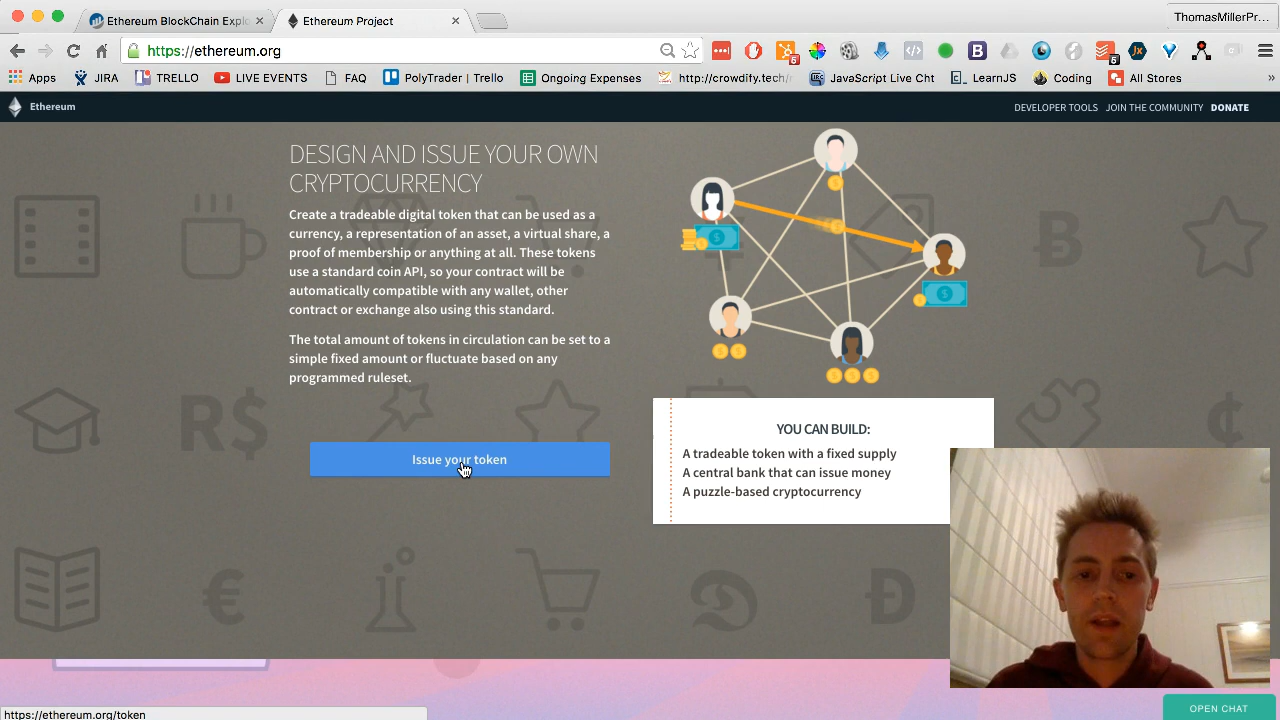 Ethereum BlockChain Explo
Ethereum Project
ThomasMillerPr...
https://ethereum.org
Apps
JIRA
TRELLO
LIVE EVENTS
FAQ
PolyTracker | Trello
Ongoing Expenses
http://crowdify.tech/
JavaScript Live Cht
LearnJS
Coding
All Stores
»
Ethereum
DEVELOPER TOOLS JOIN THE COMMUNITY DONATE
DESIGN AND ISSUE YOUR OWN
CRYPTOCURRENCY
Create a tradeable digital token that can be used as a
currency, a representation of an asset, a virtual share, a
proof of membership or anything at all. These tokens
use a standard coin API, so your contract will be
automatically compatible with any wallet, other
contract or exchange also using this standard.
The total amount of tokens in circulation can be set to a
simple fixed amount or fluctuate based on any
programmed ruleset.
Issue your token
YOU CAN BUILD:
A tradeable token with a fixed supply
A central bank that can issue money
A puzzle-based cryptocurrency
R$
https://ethereum.org/token
OPEN CHAT